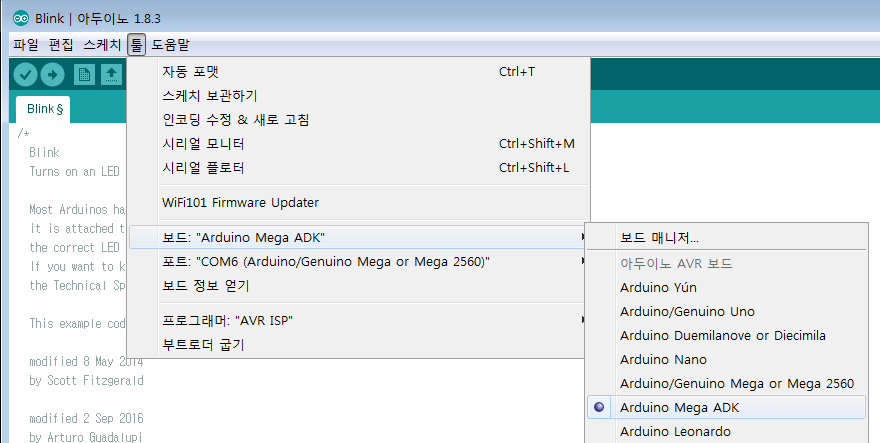 Blink | 아두이노 1.8.3
파일 편집 스케치 툴 도움말
자동 포맷 Ctrl+T
스케치 보관하기
인코딩 수정 & 새로 고침
시리얼 모니터 Ctrl+Shift+M
시리얼 플로터 Ctrl+Shift+L
WiFi101 Firmware Updater
보드: "Arduino Mega ADK"
포트: "COM6 (Arduino/Genuino Mega or Mega 2560)"
보드 정보 얻기
프로그래머: "AVR ISP"
부트로더 굽기
보드 매니저...
아두이노 AVR 보드
Arduino Yún
Arduino/Genuino Uno
Arduino Duemilanove or Diecimila
Arduino Nano
Arduino/Genuino Mega or Mega 2560
Arduino Mega ADK
Arduino Leonardo
Blink §
/*
Blink
Turns on an LED
Most Arduinos ha
it is attached t
the correct LED
If you want to k
the Technical Sp
This example cod
modified 8 May 2014
by Scott Fitzgerald
modified 2 Sep 2016
by Arturo Guadalupi